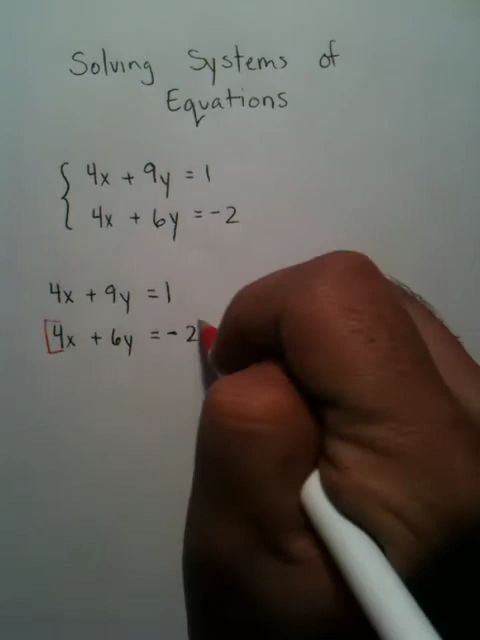 Solving Systems of
Equations
4x + 9y = 1
4x + 6y = -2
4x + 9y = 1
4x + 6y = -2